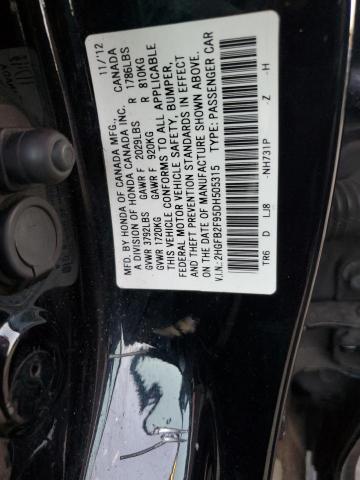 MFD. BY HONDA OF CANADA MFG., 11/12
A DIVISION OF HONDA CANADA INC. CANADA
GVWR 3792LBS GAWR F 2029LBS R 1786LBS
GVWR 1720KG GAWR F 920KG R 810KG
THIS VEHICLE CONFORMS TO ALL APPLICABLE
FEDERAL MOTOR VEHICLE SAFETY, BUMPER,
AND THEFT PREVENTION STANDARDS IN EFFECT
ON THE DATE OF MANUFACTURE SHOWN ABOVE.
V.I.N.: 2HGFB2F95DH505315 TYPE: PASSENGER CAR
TR6 D LJ8 -NH731P -Z -H